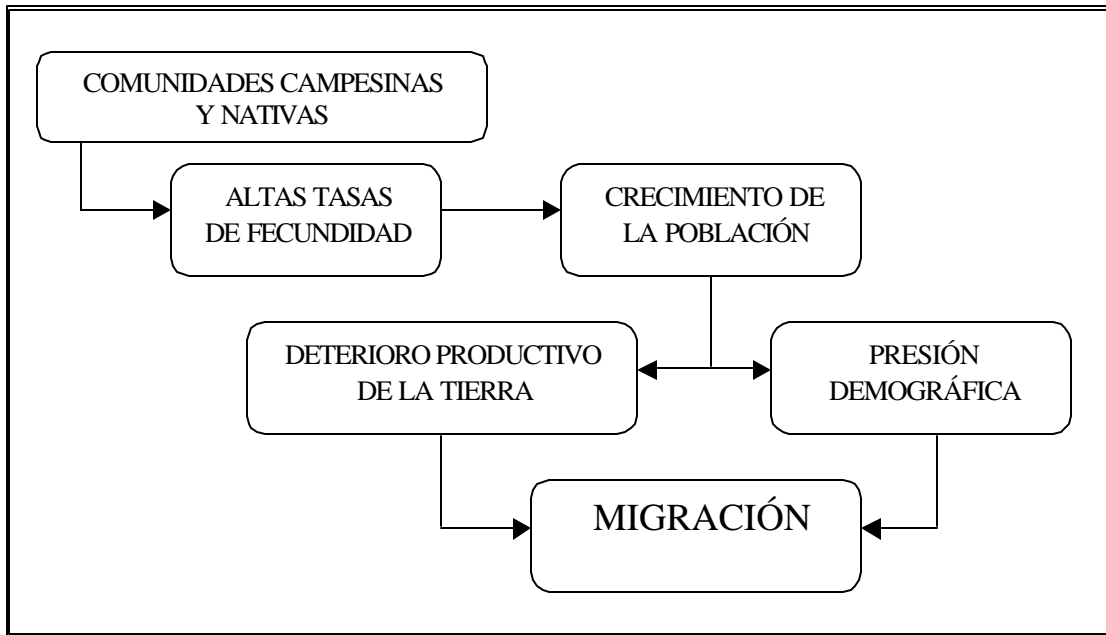 COMUNIDADES CAMPESINAS
Y NATIVAS
ALTAS TASAS
DE FECUNDIDAD
CRECIMIENTO DE
LA POBLACIÓN
DETERIORO PRODUCTIVO
DE LA TIERRA
PRESIÓN
DEMOGRÁFICA
MIGRACIÓN